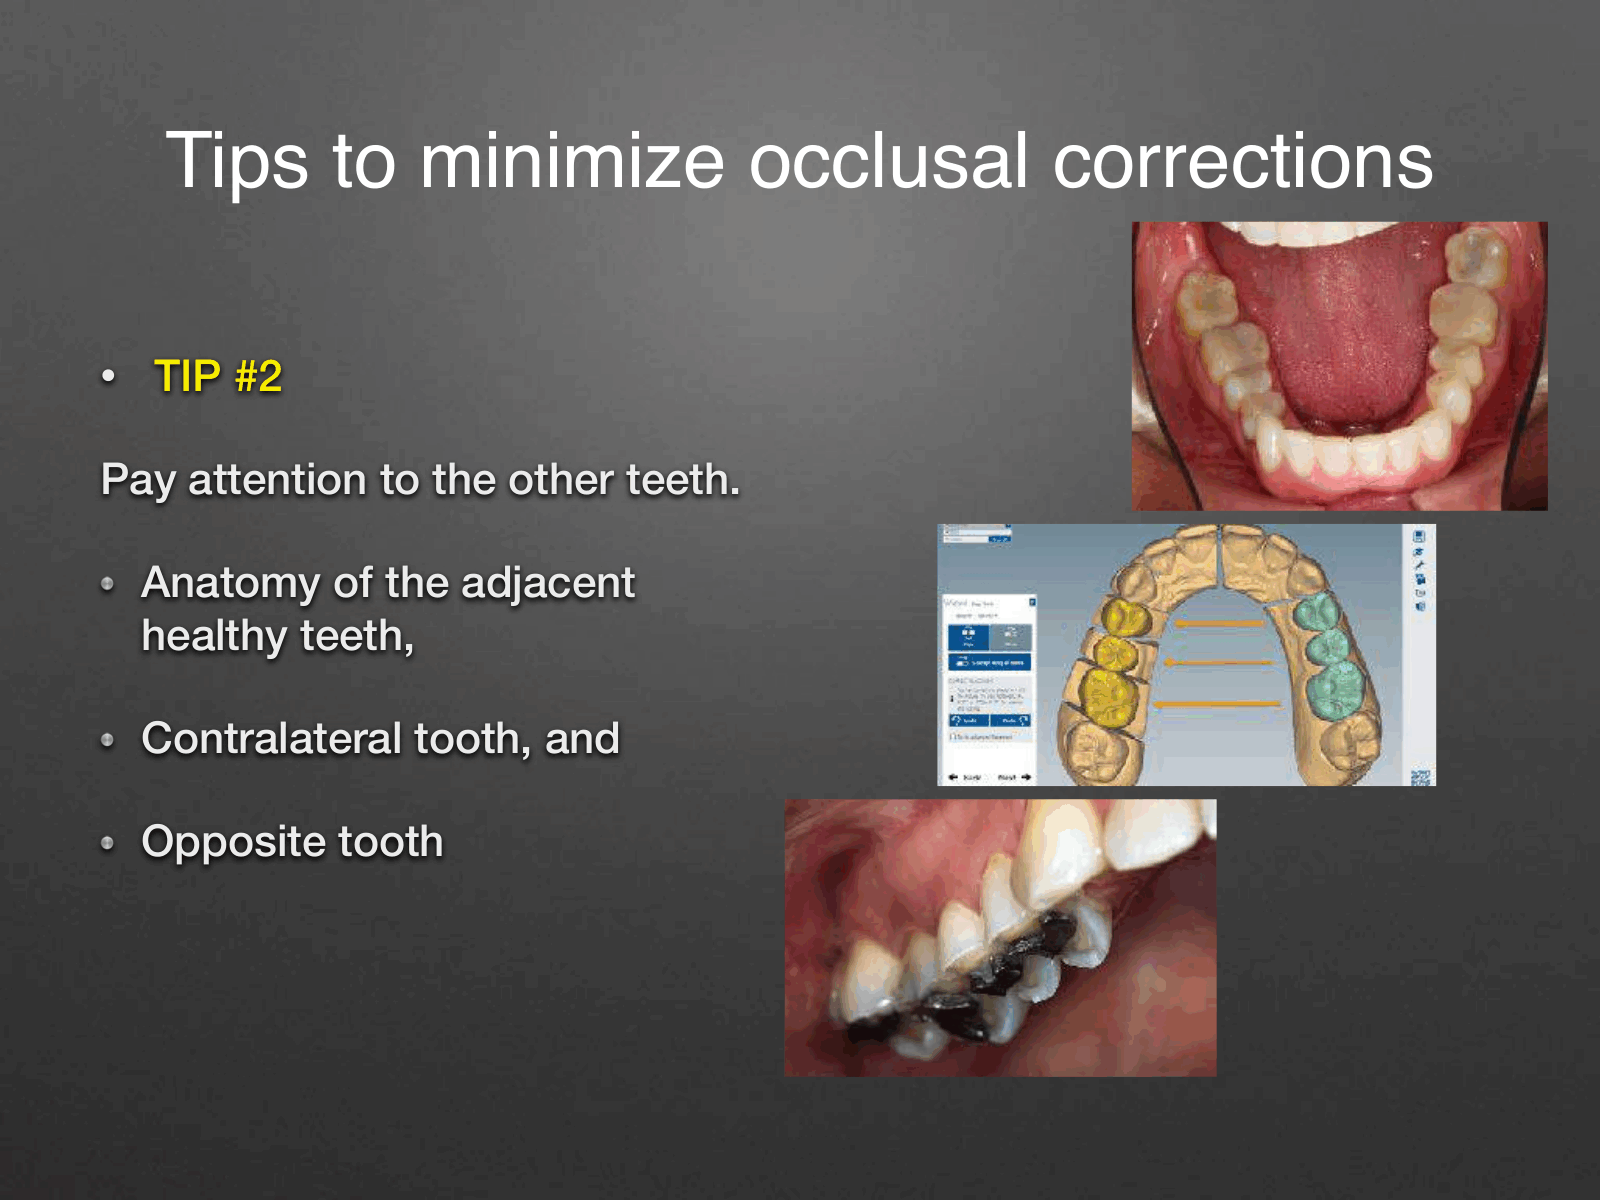 Tips to minimize occlusal corrections
• TIP #2
Pay attention to the other teeth.
• Anatomy of the adjacent
healthy teeth,
• Contralateral tooth, and
• Opposite tooth